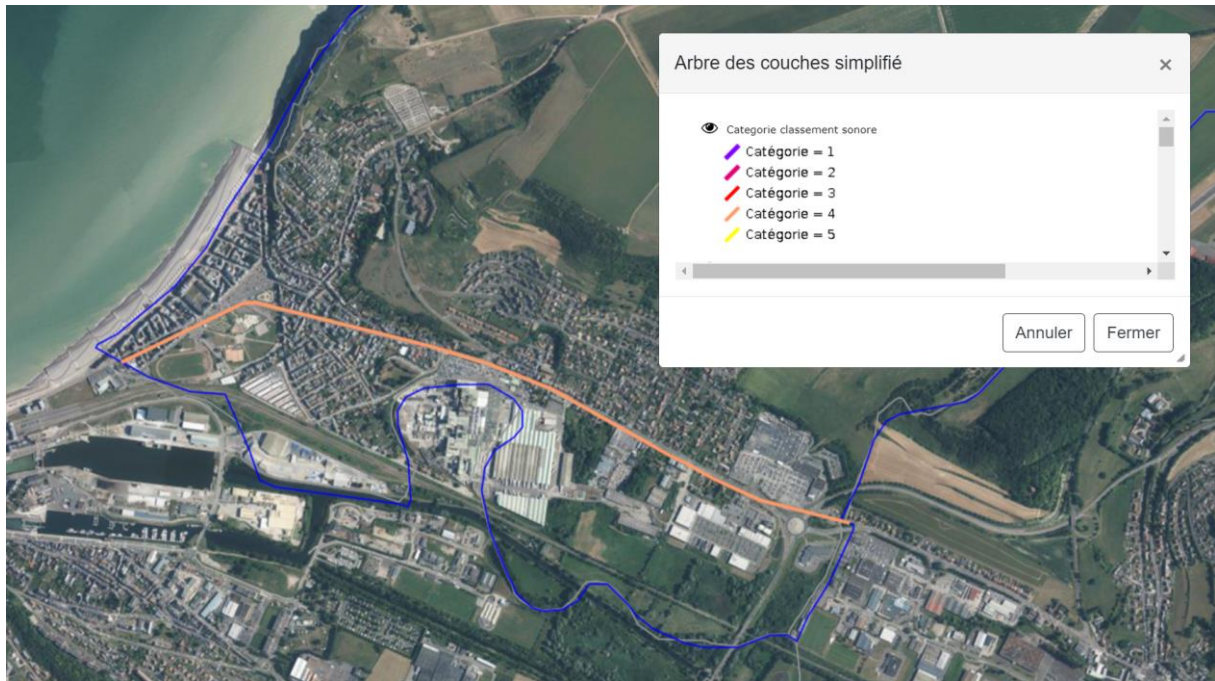 Arbre des couches simplifié ×
Categorie classement sonore
Catégorie = 1
Catégorie = 2
Catégorie = 3
Catégorie = 4
Catégorie = 5
Annuler Fermer